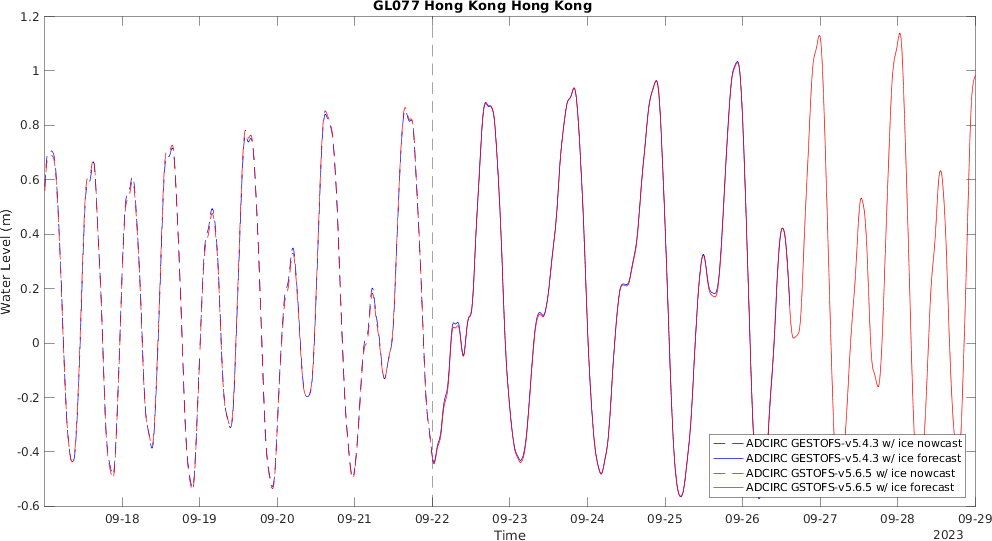 GL077 Hong Kong Hong Kong
1.2
1
0.8
0.6
0.4
0.2
0
-0.2
-0.4
-0.6
Water Level (m)
ADCIRC GESTOFS-v5.4.3 w/ ice nowcast
ADCIRC GESTOFS-v5.4.3 w/ ice forecast
ADCIRC GSTOFS-v5.6.5 w/ ice nowcast
ADCIRC GSTOFS-v5.6.5 w/ ice forecast
09-18 09-19 09-20 09-21 09-22 09-23 09-24 09-25 09-26 09-27 09-28 09-29
Time
2023